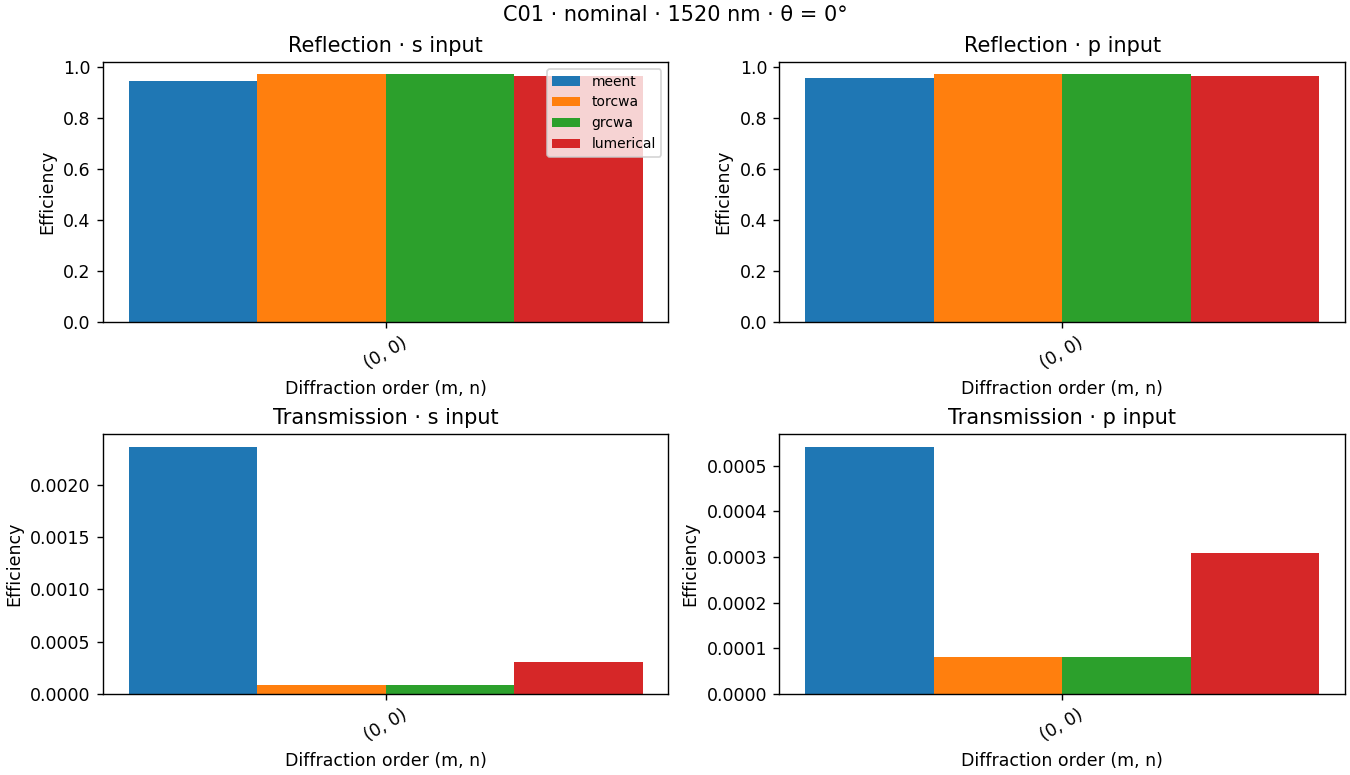 C01 · nominal · 1520 nm · θ = 0°
Reflection · s input
1.0
0.8
0.6
0.4
0.2
0.0
Efficiency
meent
torcwa
grcwa
lumerical
(0, 0)
Diffraction order (m, n)
Reflection · p input
1.0
0.8
0.6
0.4
0.2
0.0
Efficiency
(0, 0)
Diffraction order (m, n)
Transmission · s input
0.0020
0.0015
0.0010
0.0005
0.0000
Efficiency
(0, 0)
Diffraction order (m, n)
Transmission · p input
0.0005
0.0004
0.0003
0.0002
0.0001
0.0000
Efficiency
(0, 0)
Diffraction order (m, n)